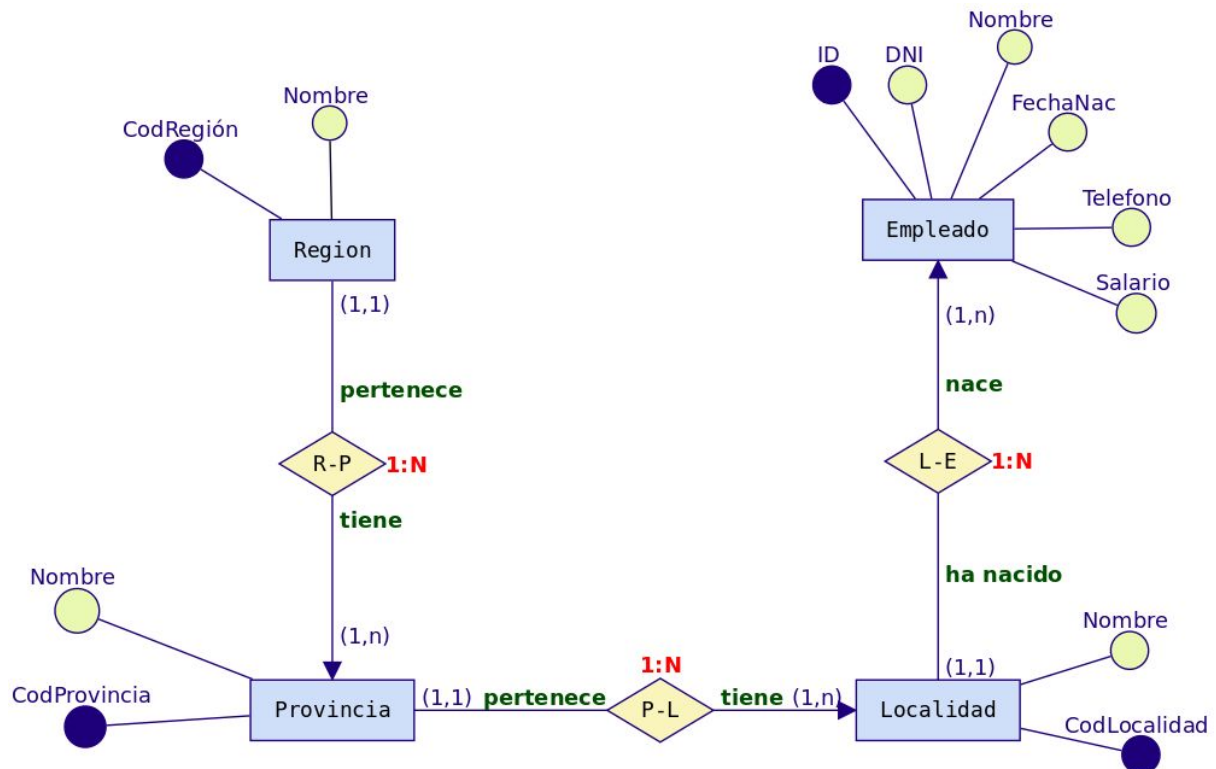 Nombre
ID
DNI
FechaNac
Telefono
Salario
Empleado
(1,n)
nace
L-E
1:N
ha nacido
(1,1)
Nombre
CodRegión
Region
(1,1)
pertenece
R-P
1:N
tiene
(1,n)
Nombre
CodProvincia
Provincia
(1,1)
pertenece
1:N
P-L
tiene
(1,n)
Localidad
Nombre
CodLocalidad